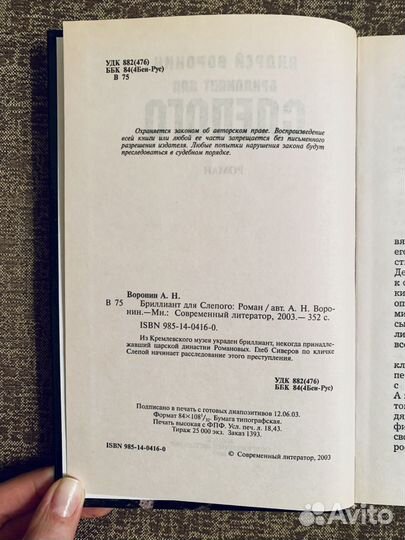 УДК 882(476)
ББК 84(4Беи-Рус)
В 75
Охраняется законом об авторском праве. Воспроизведение
всей книги или любой ее части запрещается без письменного
разрешения издателя. Любые попытки нарушения закона будут
преследоваться в судебном порядке.
Воронин А. Н.
В 75 Бриллиант для Слепого: Роман / авт. А. Н. Воро-
нин.—Мн.: Современный литератор, 2003.— 352 с.
ISBN 985-14-0416-0.
Из Кремлевского музея украден бриллиант, некогда принадле-
жавший царской династии Романовых. Глеб Сиверов по кличке
Слепой начинает расследование этого преступления.
УДК 882(476)
ББК 84(4Беи-Рус)
Подписано в печать с готовых диапозитивов 12.06.03.
Формат 84×108¹/₃₂. Бумага типографская.
Печать высокая с ФПФ. Усл. печ. л. 18,43.
Тираж 25 000 экз. Заказ 1393.
ISBN 985-14-0416-0
© Современный литератор, 2003
Avito